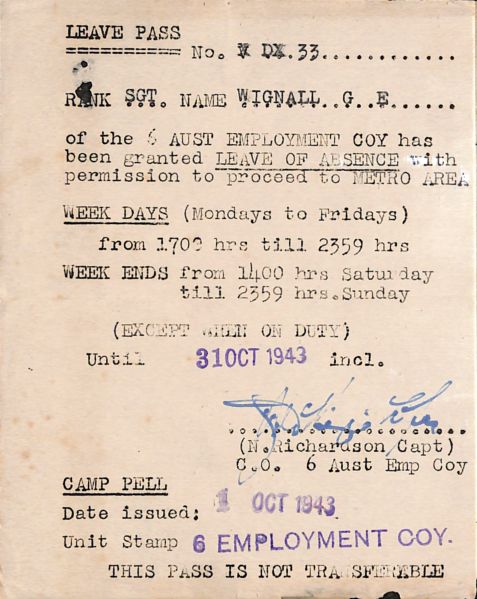 LEAVE PASS
No. V DX.33.............
RANK SGT. NAME WIGNALL G. E.......
of the 6 AUST EMPLOYMENT COY has
been granted LEAVE OF ABSENCE with
permission to proceed to METRO AREA
WEEK DAYS (Mondays to Fridays)
from 1700 hrs till 2359 hrs
WEEK ENDS from 1400 hrs Saturday
till 2359 hrs.Sunday
(EXCEPT WHEN ON DUTY)
Until 31 OCT 1943 incl.
(N.Richardson Capt)
C.O. 6 Aust Emp Coy
CAMP PELL
Date issued: 1 OCT 1943
Unit Stamp 6 EMPLOYMENT COY.
THIS PASS IS NOT TRANSFERABLE